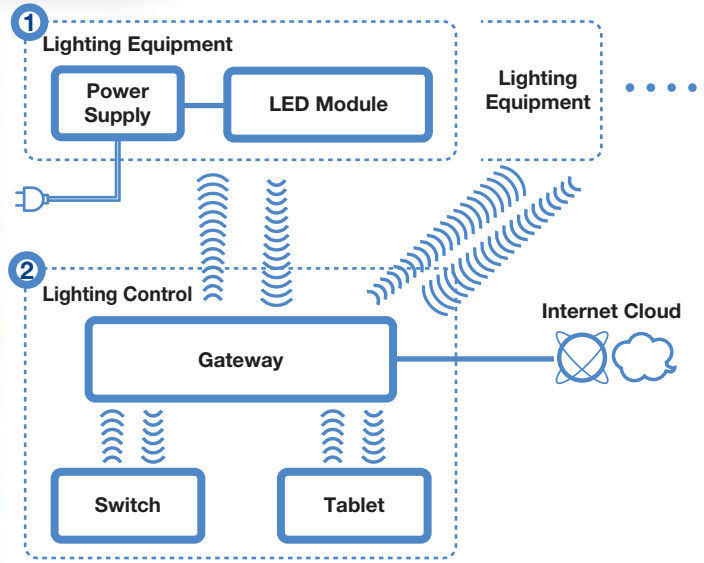 1
Lighting Equipment
Power
Supply
LED Module
Lighting
Equipment
2
Lighting Control
Gateway
Internet Cloud
Switch
Tablet